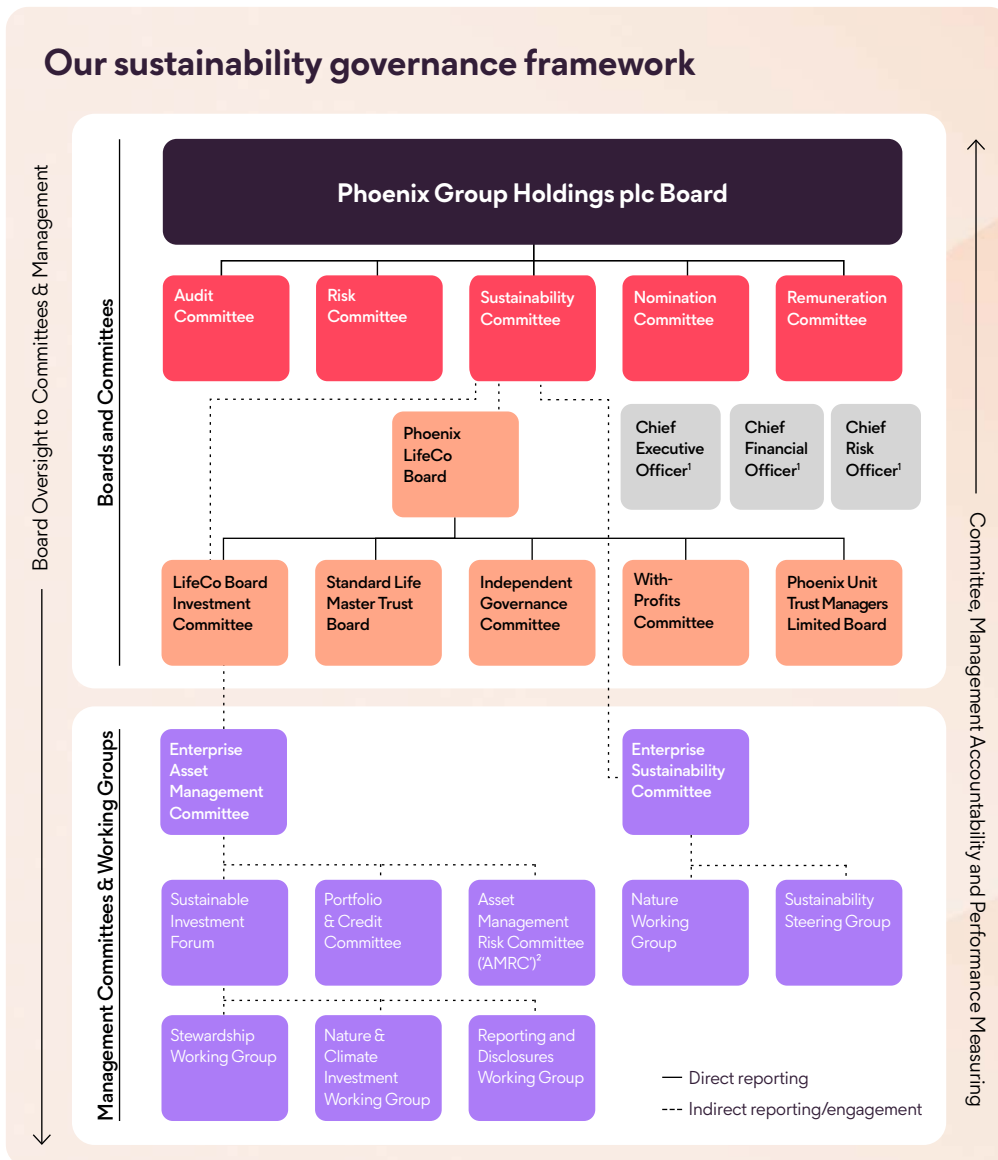 Our sustainability governance framework
Board Oversight to Committees & Management
Boards and Committees
Phoenix Group Holdings plc Board
Audit
Committee
Risk
Committee
Sustainability
Committee
Nomination
Committee
Remuneration
Committee
Phoenix
LifeCo
Board
Chief
Executive
Officer¹
Chief
Financial
Officer¹
Chief
Risk
Officer¹
LifeCo Board
Investment
Committee
Standard Life
Master Trust
Board
Independent
Governance
Committee
With-
Profits
Committee
Phoenix Unit
Trust Managers
Limited Board
Committee, Management Accountability and Performance Measuring
Management Committees & Working Groups
Enterprise
Asset
Management
Committee
Enterprise
Sustainability
Committee
Sustainable
Investment
Forum
Portfolio
& Credit
Committee
Asset
Management
Risk Committee
('AMRC')²
Nature
Working
Group
Sustainability
Steering Group
Stewardship
Working Group
Nature &
Climate
Investment
Working Group
Reporting and
Disclosures
Working Group
Direct reporting
Indirect reporting/engagement